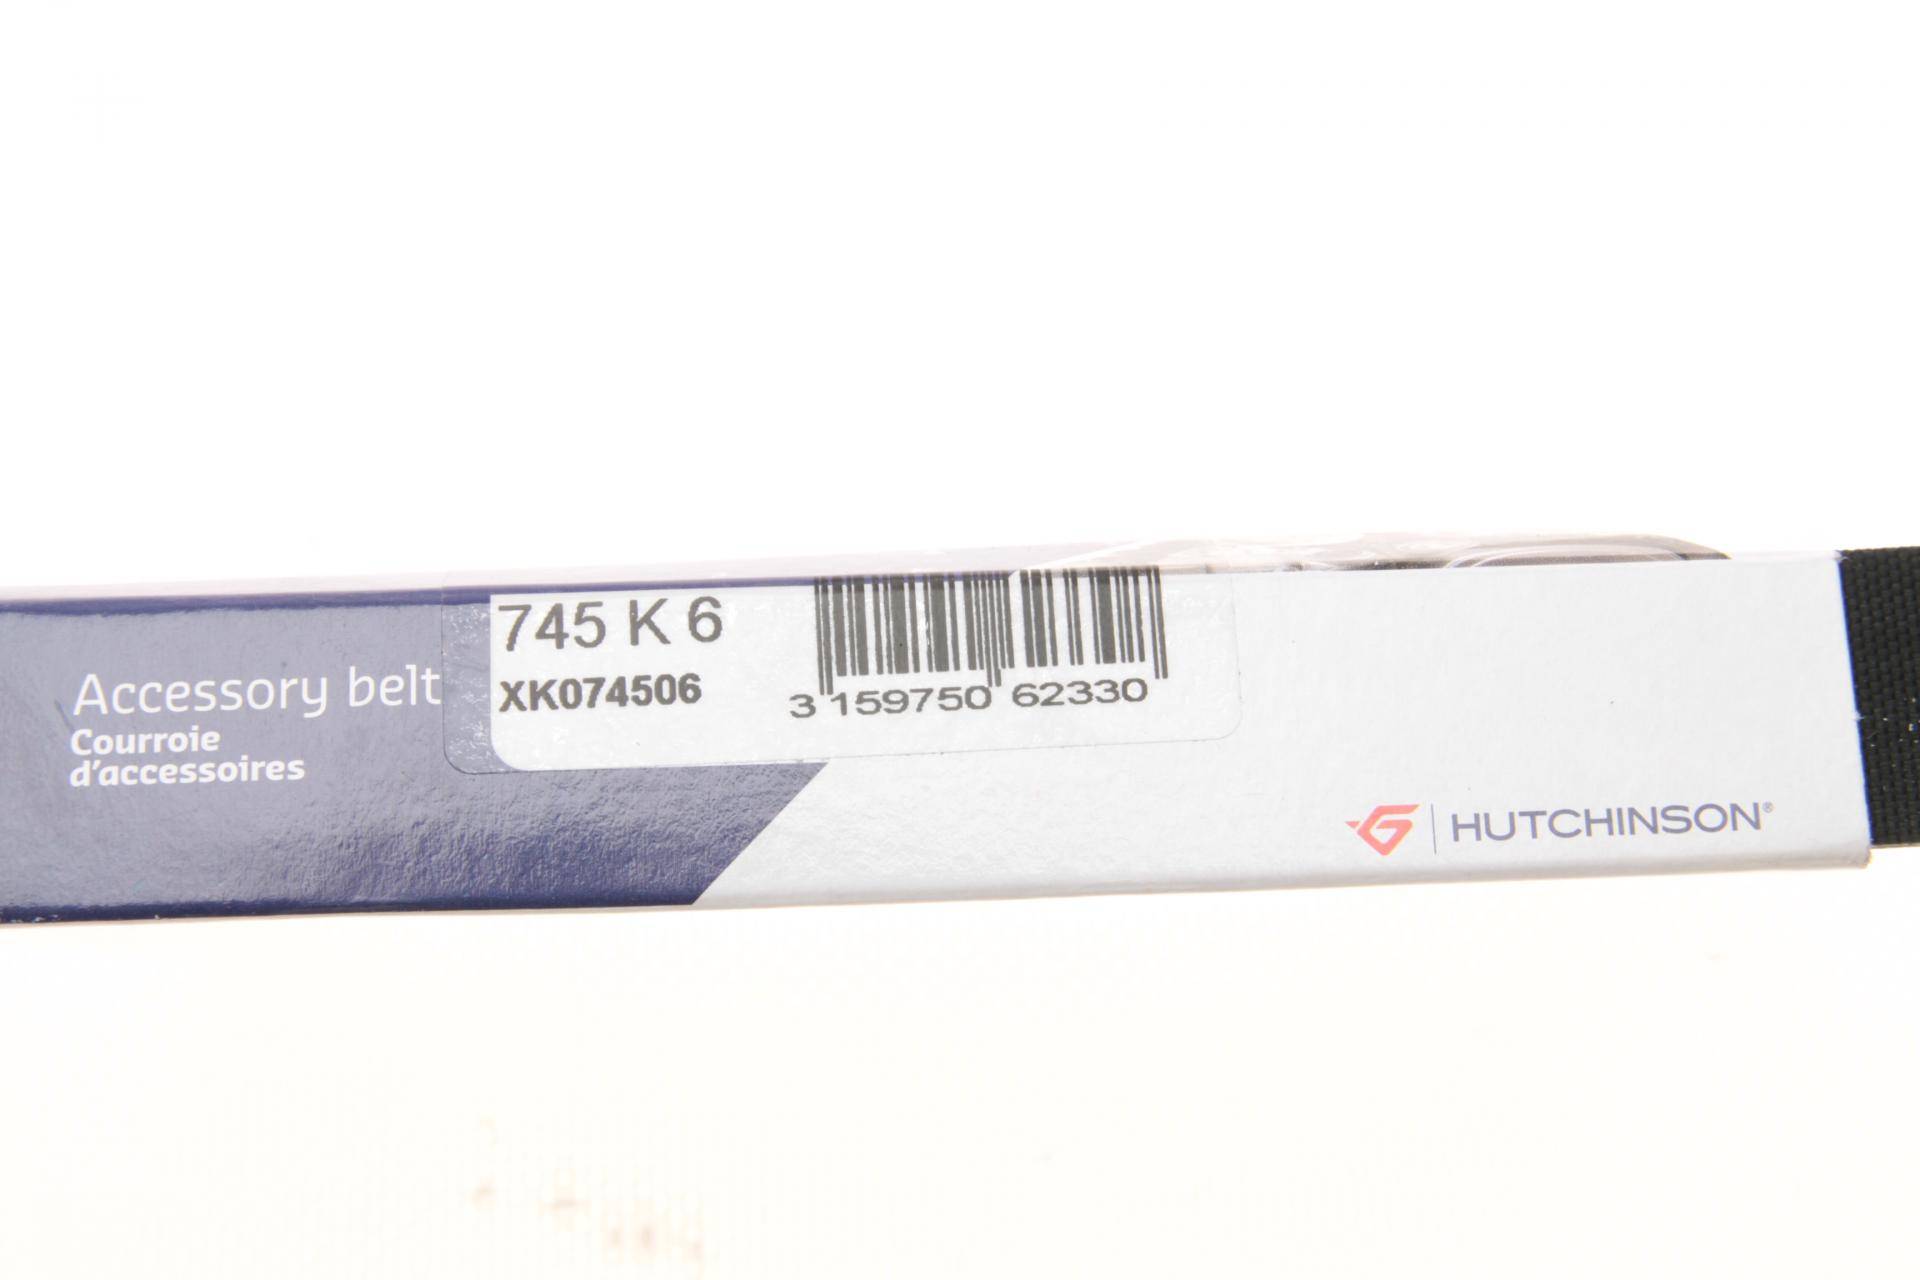 745 K 6
XK074506
3 159750 62330
Accessory belt
Courroie
d'accessoires
HUTCHINSON®